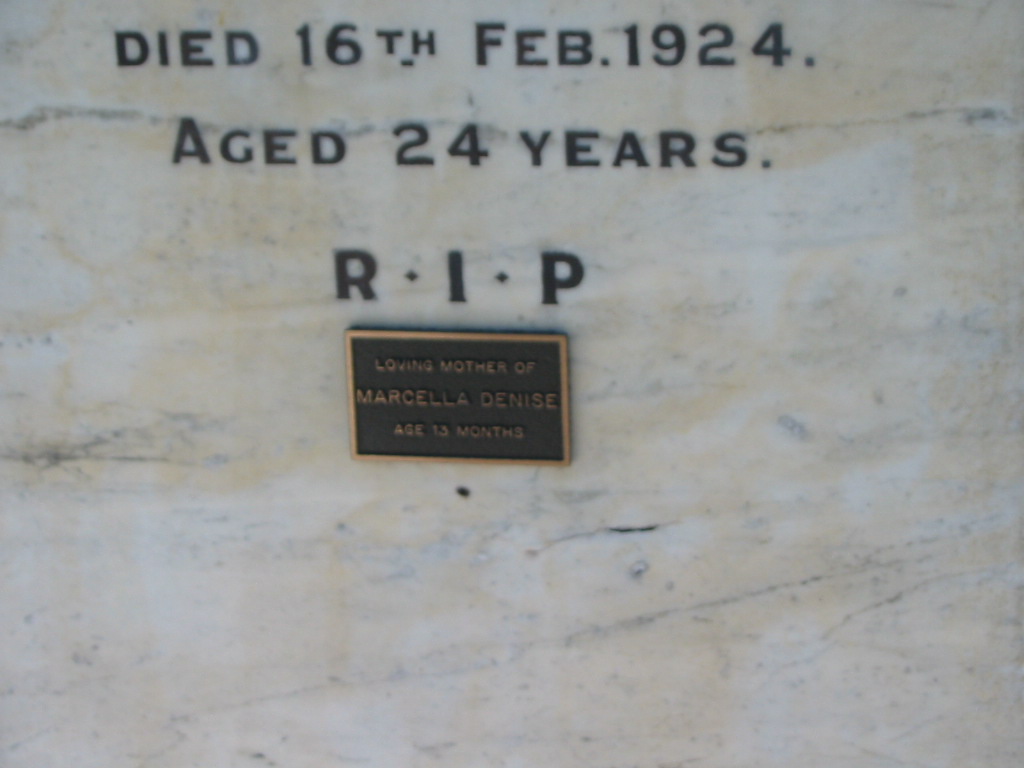 DIED 16TH FEB. 1924.
AGED 24 YEARS.
R · I · P
LOVING MOTHER OF
MARCELLA DENISE
AGE 13 MONTHS